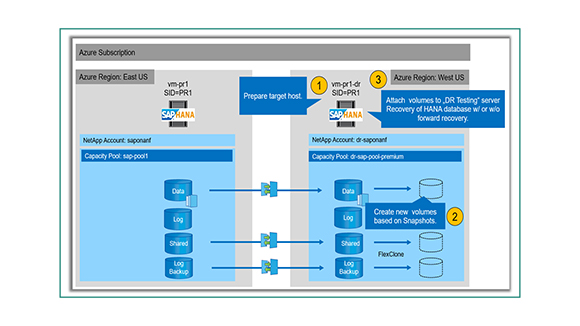 Azure Subscription
Azure Region: East US
vm-pr1
SID=PR1
SAP HANA
NetApp Account: saponanf
Capacity Pool: sap-pool1
Data
Log
Shared
Log
Backup
1
Prepare target host.
vm-pr1-dr
SID=PR1
SAP HANA
3
Azure Region: West US
Attach volumes to „DR Testing" server
Recovery of HANA database w/ or w/o
forward recovery.
NetApp Account: dr-saponanf
Capacity Pool: dr-sap-pool-premium
Data
Log
Shared
Log
Backup
Create new volumes
based on Snapshots.
2
FlexClone